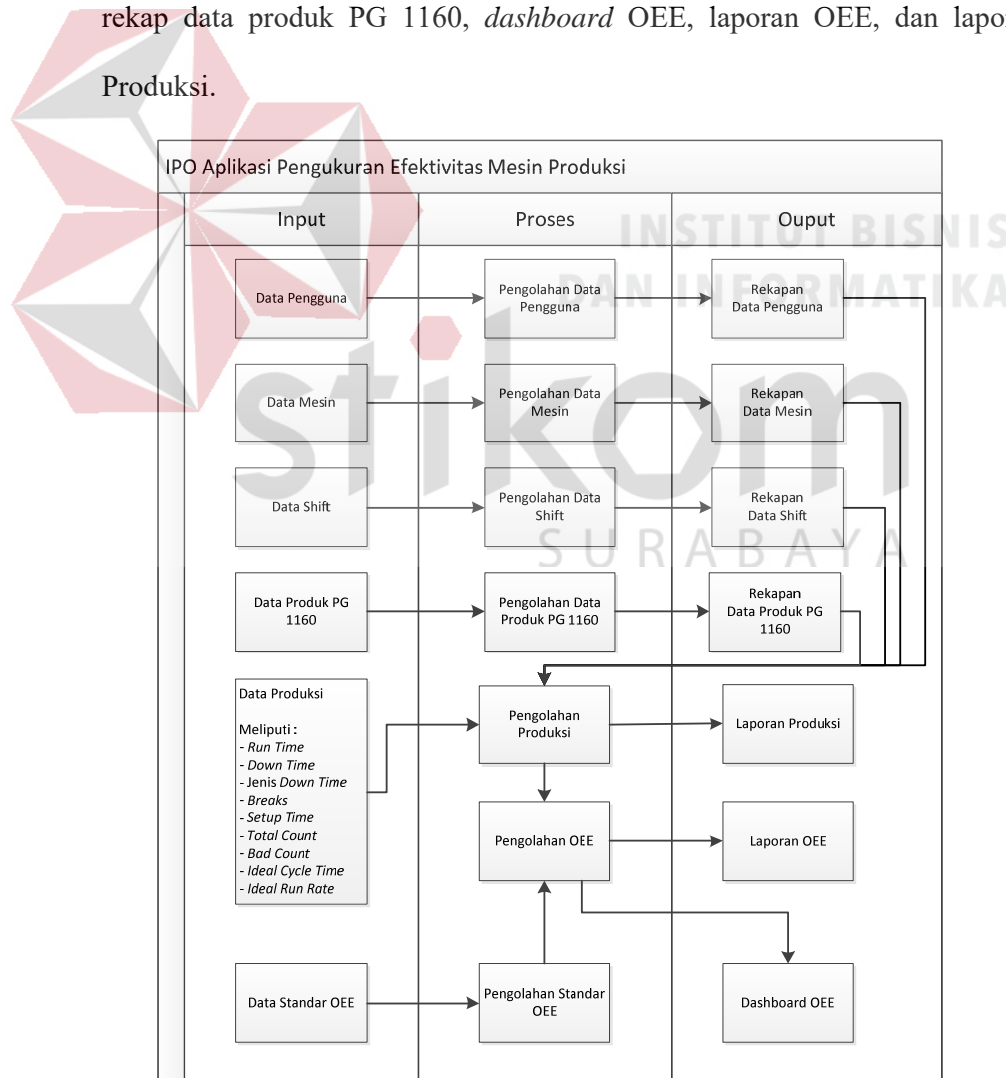 rekap data produk PG 1160, dashboard OEE, laporan OEE, dan lapo
Produksi.
IPO Aplikasi Pengukuran Efektivitas Mesin Produksi
Input
Proses
Ouput
INSTITUT BISNIS
DAN INFORMATIKA
stikom
SURABAYA
Data Pengguna
Pengolahan Data
Pengguna
Rekapan
Data Pengguna
Data Mesin
Pengolahan Data
Mesin
Rekapan
Data Mesin
Data Shift
Pengolahan Data
Shift
Rekapan
Data Shift
Data Produk PG
1160
Pengolahan Data
Produk PG 1160
Rekapan
Data Produk PG
1160
Data Produksi
Meliputi :
- Run Time
- Down Time
- Jenis Down Time
- Breaks
- Setup Time
- Total Count
- Bad Count
- Ideal Cycle Time
- Ideal Run Rate
Pengolahan
Produksi
Laporan Produksi
Pengolahan OEE
Laporan OEE
Data Standar OEE
Pengolahan Standar
OEE
Dashboard OEE